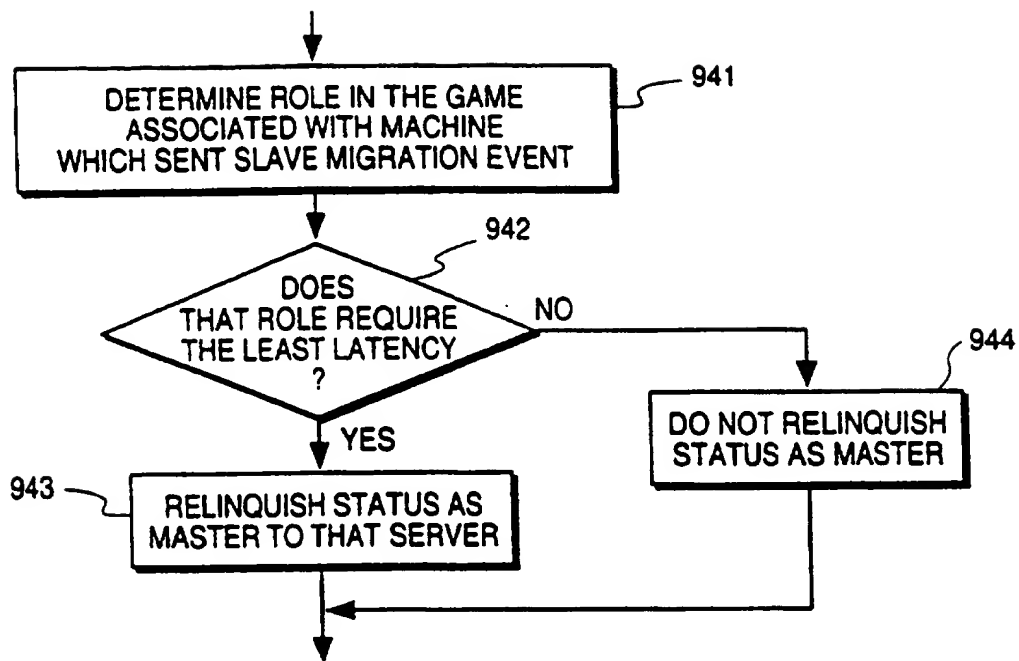 941
DETERMINE ROLE IN THE GAME
ASSOCIATED WITH MACHINE
WHICH SENT SLAVE MIGRATION EVENT
942
DOES
THAT ROLE REQUIRE
THE LEAST LATENCY
?
NO
944
DO NOT RELINQUISH
STATUS AS MASTER
YES
943
RELINQUISH STATUS AS
MASTER TO THAT SERVER